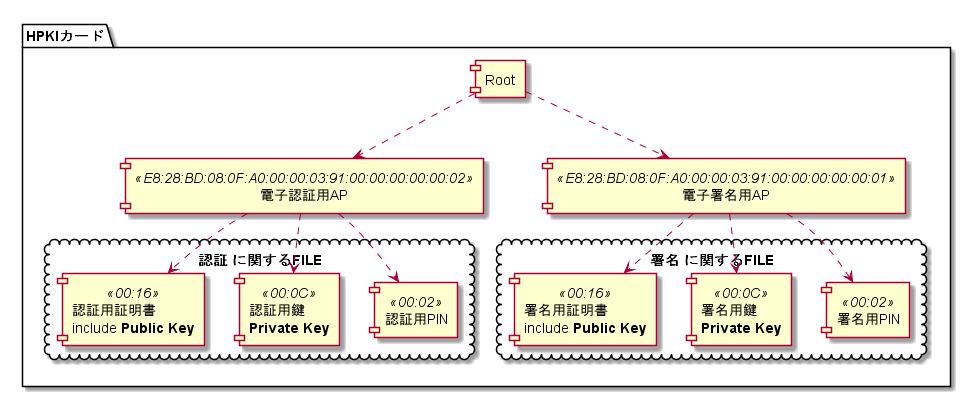 HPKIカード
Root
«E8:28:BD:08:0F:A0:00:00:03:91:00:00:00:00:00:02»
電子認証用AP
«E8:28:BD:08:0F:A0:00:00:03:91:00:00:00:00:00:01»
電子署名用AP
認証 に関するFILE
«00:16»
認証用証明書
include Public Key
«00:0C»
認証用鍵
Private Key
«00:02»
認証用PIN
署名 に関するFILE
«00:16»
署名用証明書
include Public Key
«00:0C»
署名用鍵
Private Key
«00:02»
署名用PIN